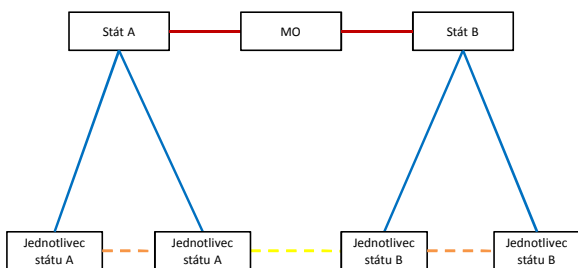 Stát A
MO
Stát B
Jednotlivec
státu A
Jednotlivec
státu A
Jednotlivec
státu B
Jednotlivec
státu B